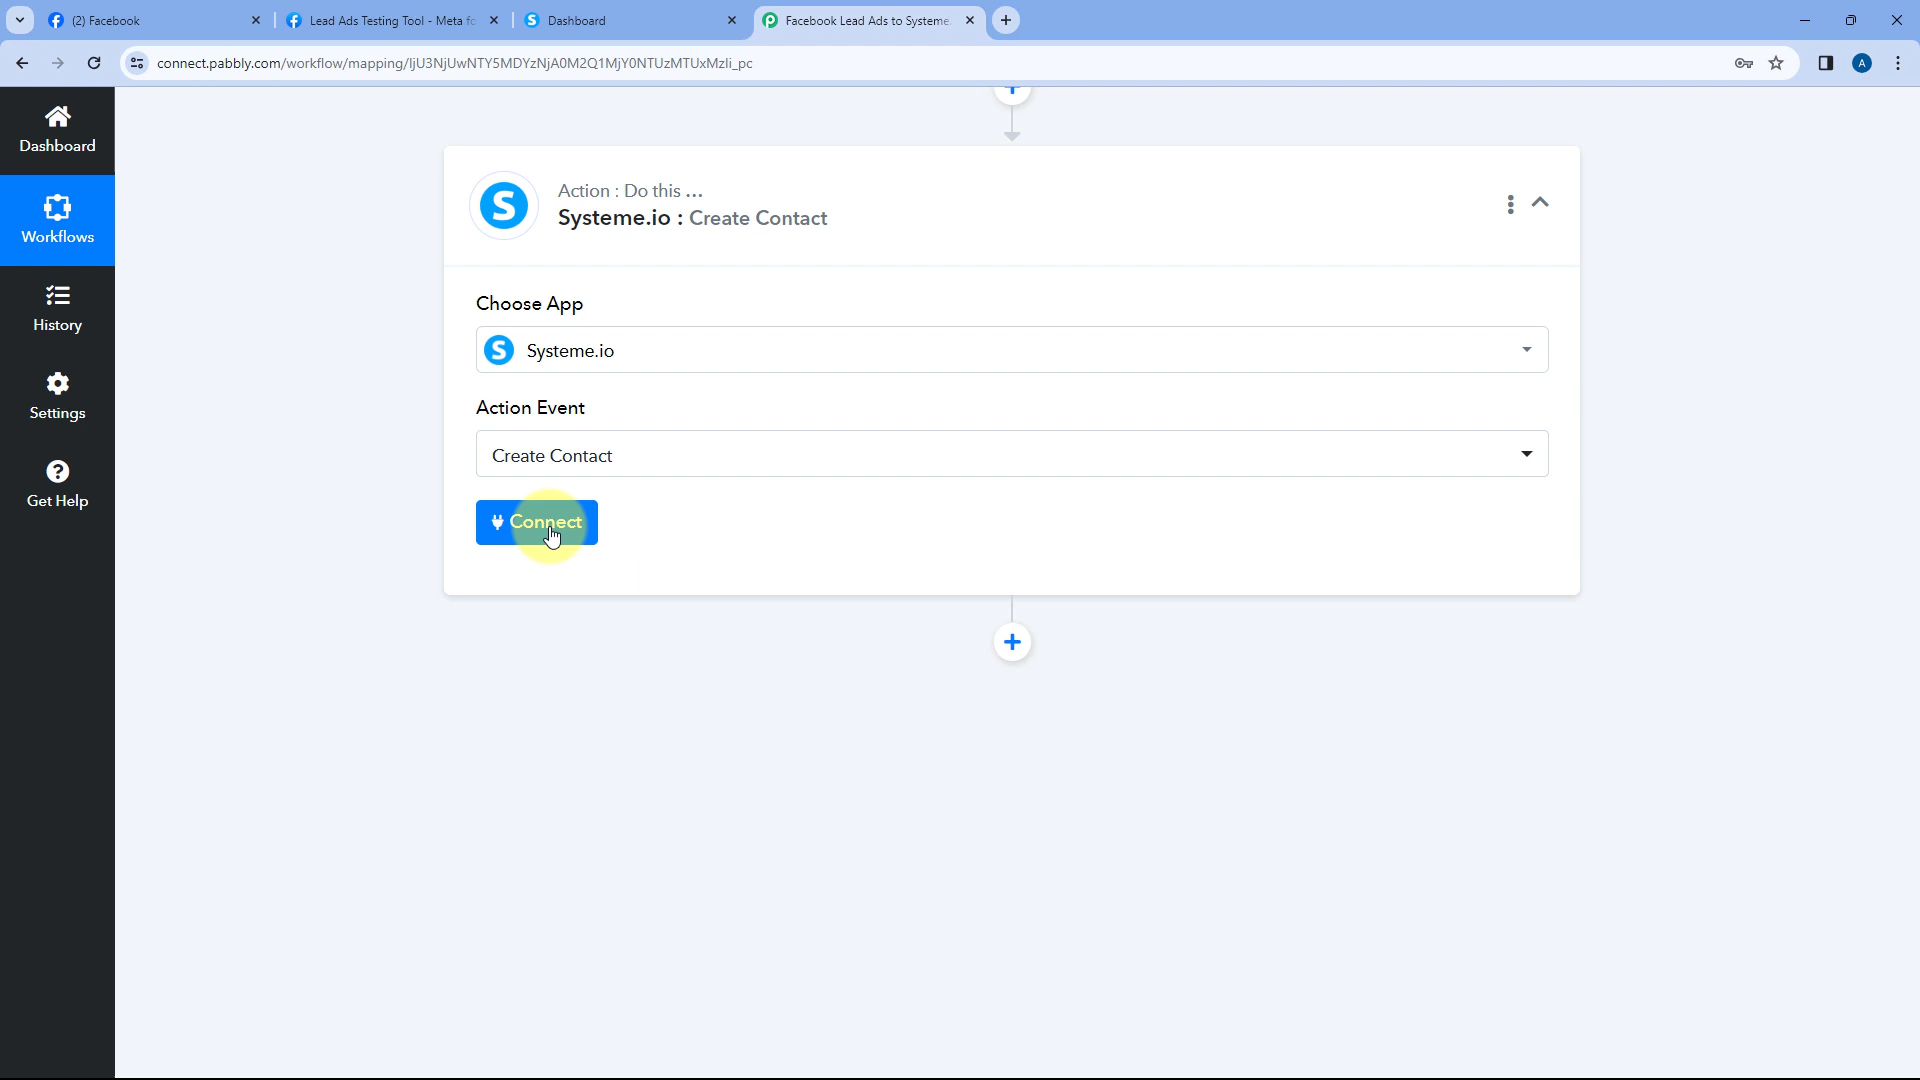 (2) Facebook
Lead Ads Testing Tool - Meta fo
Dashboard
Facebook Lead Ads to Systeme.
connect.pabbly.com/workflow/mapping/
A
Dashboard
Workflows
History
Settings
Get Help
Action : Do this ...
Systeme.io : Create Contact
Choose App
Systeme.io
Action Event
Create Contact
Connect